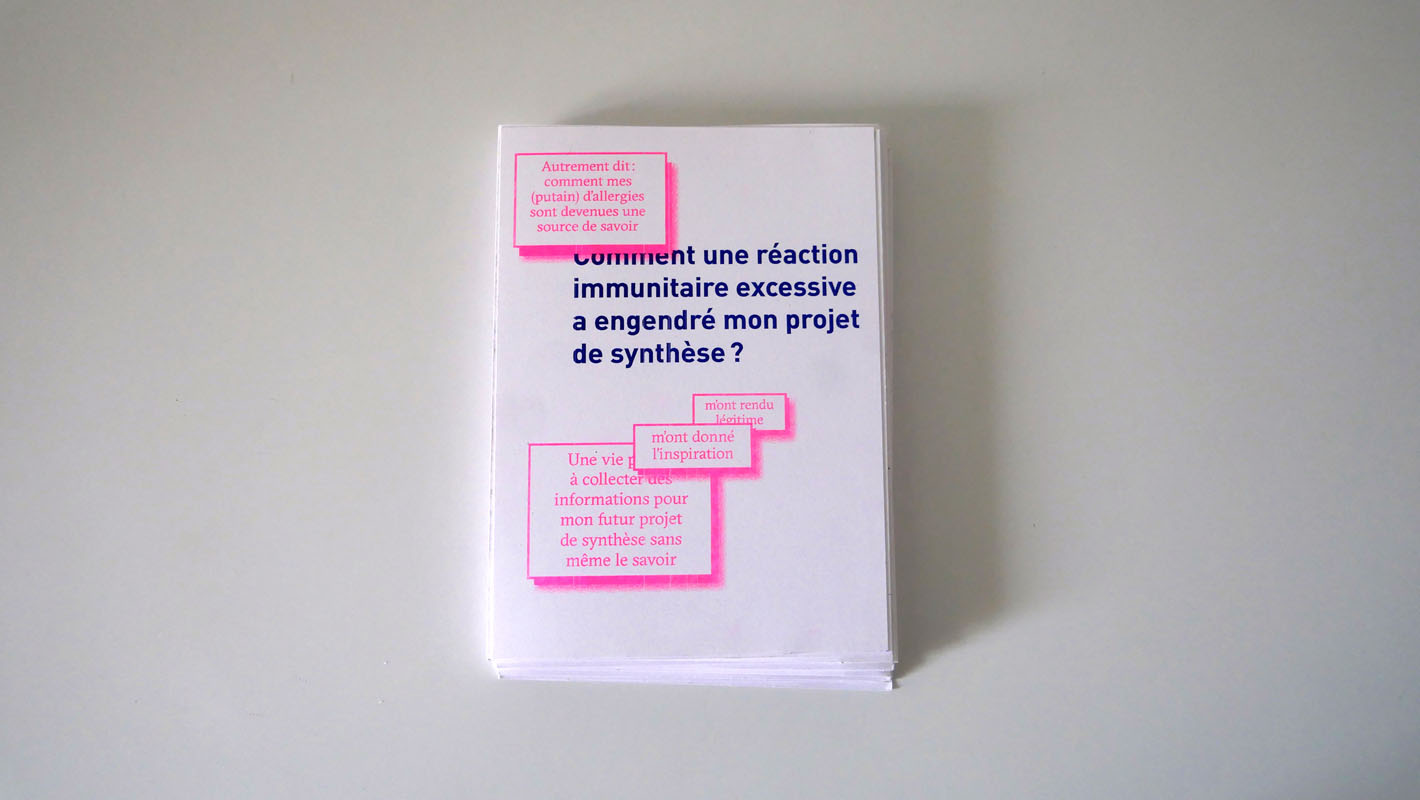 Autrement dit :
comment mes
(putain) d'allergies
sont devenues une
source de savoir
Comment une réaction
immunitaire excessive
a engendré mon projet
de synthèse ?
m'ont rendu
légitime
m'ont donné
l'inspiration
Une vie
à collecter des
informations pour
mon futur projet
de synthèse sans
même le savoir